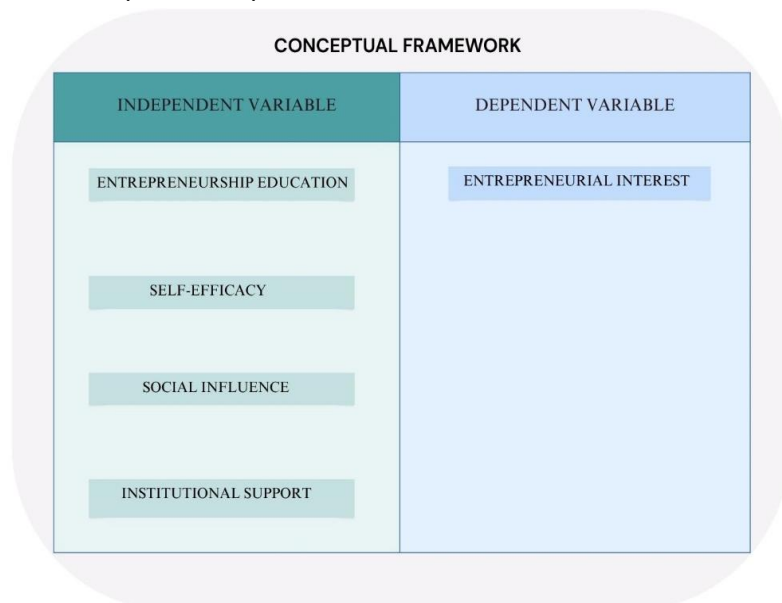 CONCEPTUAL FRAMEWORK
INDEPENDENT VARIABLE
DEPENDENT VARIABLE
ENTREPRENEURSHIP EDUCATION
ENTREPRENEURIAL INTEREST
SELF-EFFICACY
SOCIAL INFLUENCE
INSTITUTIONAL SUPPORT